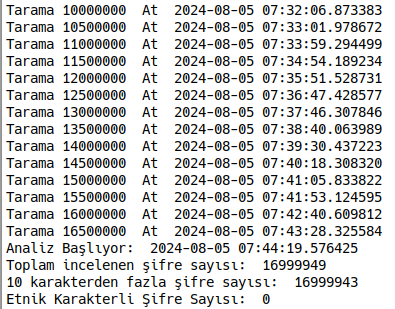 Tarama 10000000  At  2024-08-05 07:32:06.873383
Tarama 10500000  At  2024-08-05 07:33:01.978672
Tarama 11000000  At  2024-08-05 07:33:59.294499
Tarama 11500000  At  2024-08-05 07:34:54.189234
Tarama 12000000  At  2024-08-05 07:35:51.528731
Tarama 12500000  At  2024-08-05 07:36:47.428577
Tarama 13000000  At  2024-08-05 07:37:46.307846
Tarama 13500000  At  2024-08-05 07:38:40.063989
Tarama 14000000  At  2024-08-05 07:39:30.437223
Tarama 14500000  At  2024-08-05 07:40:18.308320
Tarama 15000000  At  2024-08-05 07:41:05.833822
Tarama 15500000  At  2024-08-05 07:41:53.124595
Tarama 16000000  At  2024-08-05 07:42:40.609812
Tarama 16500000  At  2024-08-05 07:43:28.325584
Analiz Başlıyor:  2024-08-05 07:44:19.576425
Toplam incelenen şifre sayısı:  16999949
10 karakterden fazla şifre sayısı:  16999943
Etnik Karakterli Şifre Sayısı:  0